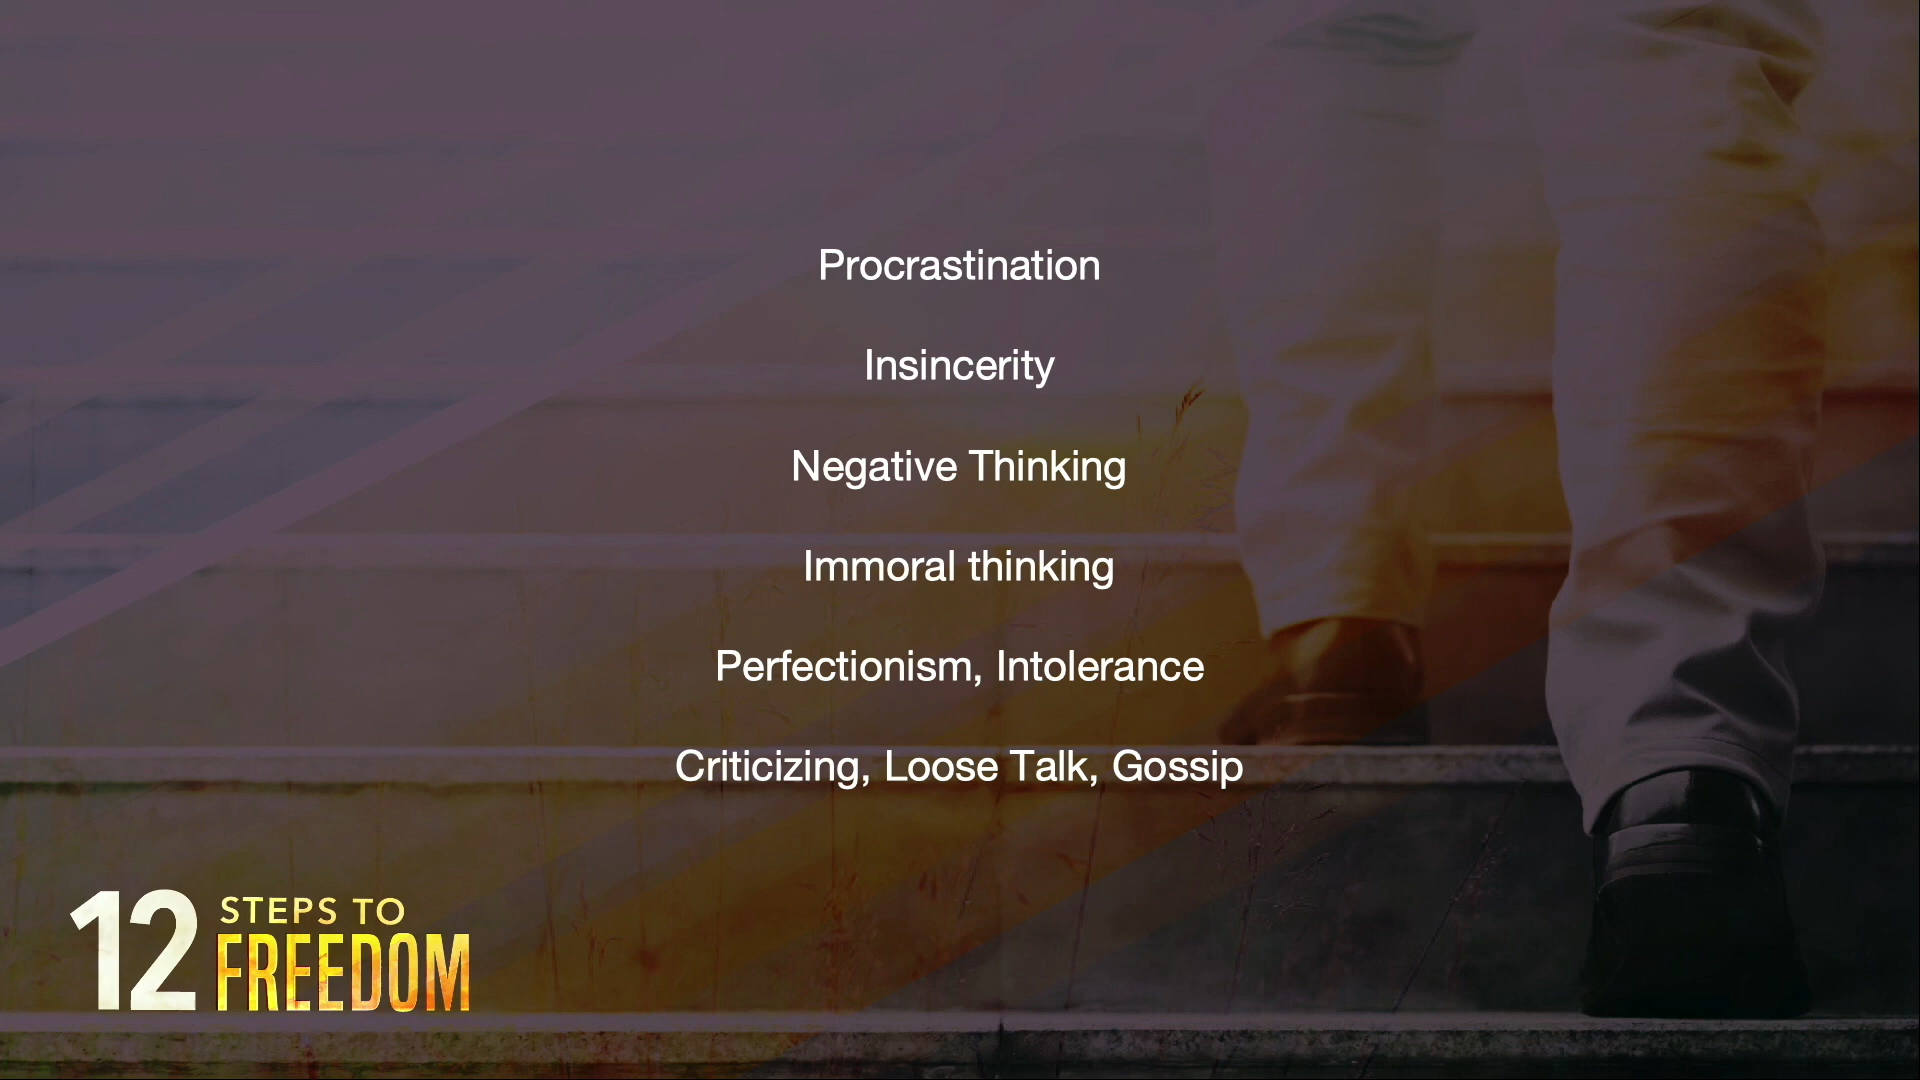 Procrastination
Insincerity
Negative Thinking
Immoral thinking
Perfectionism, Intolerance
Criticizing, Loose Talk, Gossip
12 STEPS TO
FREEDOM